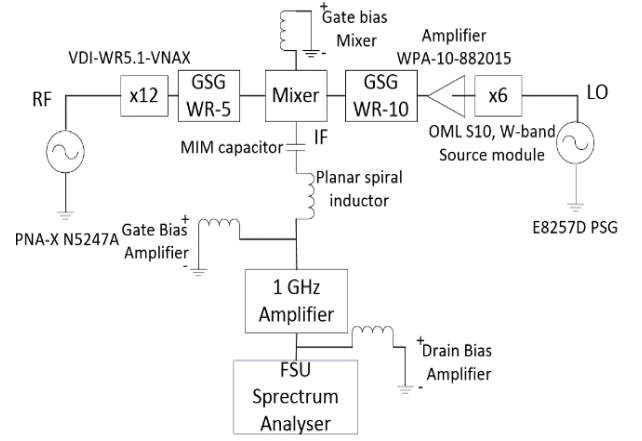 + Gate bias
Mixer
-
Amplifier
WPA-10-882015
VDI-WR5.1-VNAX
RF
x12
GSG
WR-5
Mixer
GSG
WR-10
x6
LO
OML S10, W-band
Source module
MIM capacitor
IF
Planar spiral
inductor
PNA-X N5247A
Gate Bias +
Amplifier
-
E8257D PSG
1 GHz
Amplifier
+ Drain Bias
Amplifier
-
FSU
Sprectrum
Analyser